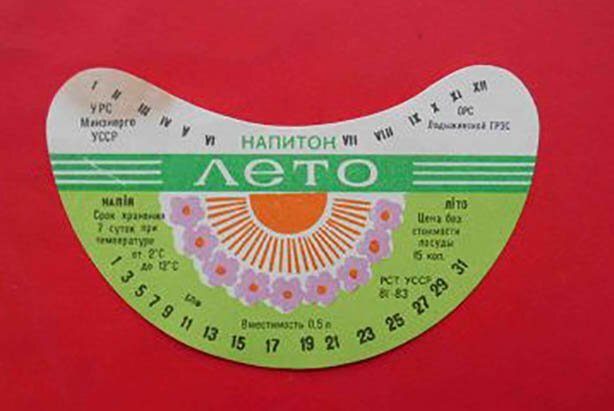 I II III IV V VI VII VIII IX X XI XII
УРС
Минэнерго
УССР
ОРС
Ладыжинской ГРЭС
НАПИТОК
Лето
НАПІЙ
Срок хранения
7 суток при
температуре
от 2°С
до 12°С
ЛІТО
Цена без
стоимости
посуды
15 коп.
РСТ УССР
81-83
Вместимость 0,5 л
1 3 5 7 9 11 13 15 17 19 21 23 25 27 29 31